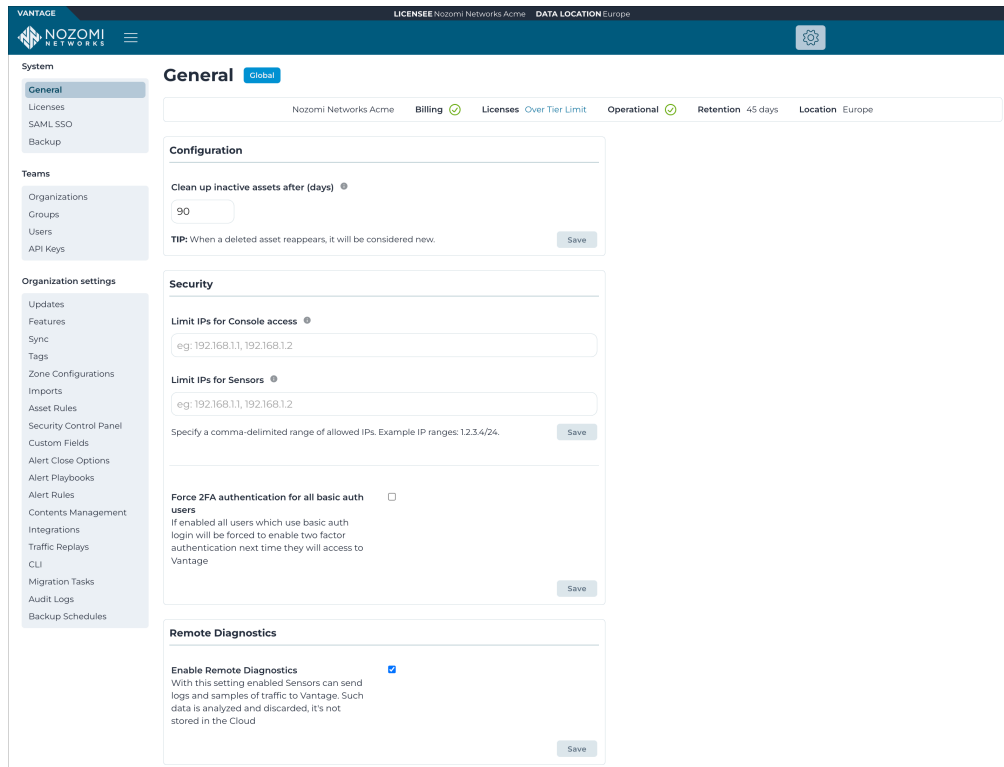 VANTAGE
LICENSEE Nozomi Networks Acme DATA LOCATION Europe
NOZOMI
NETWORKS
System
General
Licenses
SAML SSO
Backup
Teams
Organizations
Groups
Users
API Keys
Organization settings
Updates
Features
Sync
Tags
Zone Configurations
Imports
Asset Rules
Security Control Panel
Custom Fields
Alert Close Options
Alert Playbooks
Alert Rules
Contents Management
Integrations
Traffic Replays
CLI
Migration Tasks
Audit Logs
Backup Schedules
General Global
Nozomi Networks Acme Billing Licenses Over Tier Limit Operational Retention 45 days Location Europe
Configuration
Clean up inactive assets after (days)
90
TIP: When a deleted asset reappears, it will be considered new.
Save
Security
Limit IPs for Console access
eg: 192.168.1.1, 192.168.1.2
Limit IPs for Sensors
eg: 192.168.1.1, 192.168.1.2
Specify a comma-delimited range of allowed IPs. Example IP ranges: 1.2.3.4/24.
Save
Force 2FA authentication for all basic auth
users
If enabled all users which use basic auth
login will be forced to enable two factor
authentication next time they will access to
Vantage
Save
Remote Diagnostics
Enable Remote Diagnostics
With this setting enabled Sensors can send
logs and samples of traffic to Vantage. Such
data is analyzed and discarded, it's not
stored in the Cloud
Save